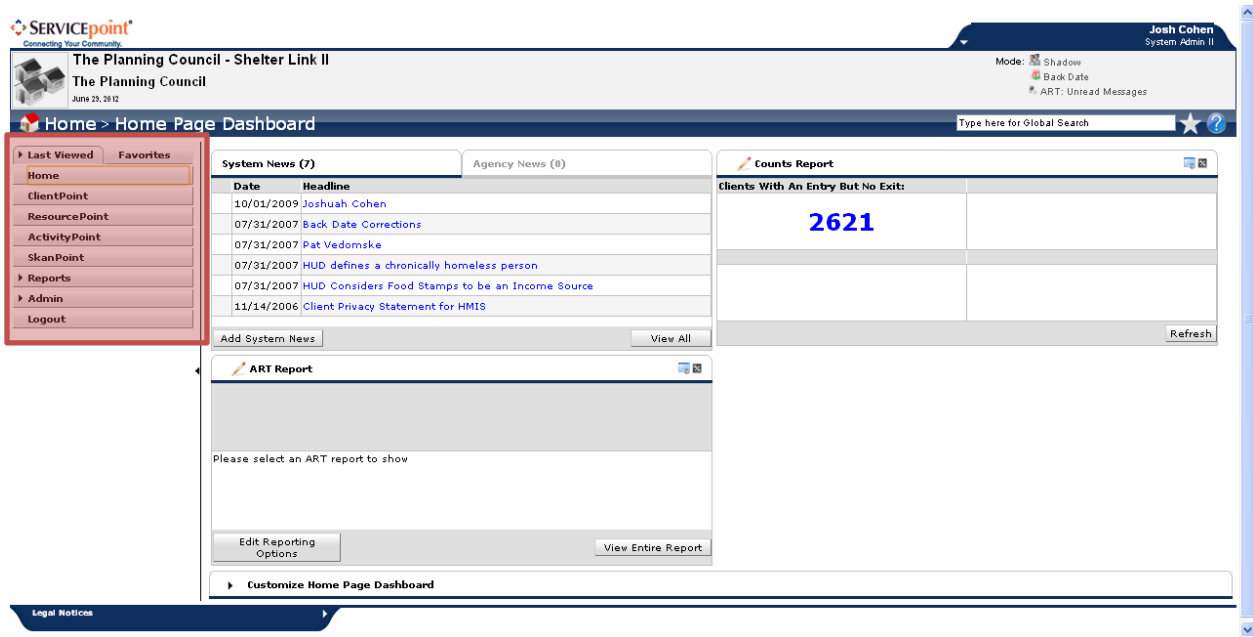 SERVICEpoint
Connecting Your Community.
Josh Cohen
System Admin II
The Planning Council - Shelter Link II
The Planning Council
June 29, 2012
Mode: Shadow
Back Date
ART: Unread Messages
Home > Home Page Dashboard
Type here for Global Search
?
Last Viewed Favorites
Home
ClientPoint
ResourcePoint
ActivityPoint
SkanPoint
Reports
Admin
Logout
System News (7) Agency News (0)
Date Headline
10/01/2009 Joshuah Cohen
07/31/2007 Back Date Corrections
07/31/2007 Pat Vedomske
07/31/2007 HUD defines a chronically homeless person
07/31/2007 HUD Considers Food Stamps to be an Income Source
11/14/2006 Client Privacy Statement for HMIS
Add System News View All
Counts Report
Clients With An Entry But No Exit:
2621
Refresh
ART Report
Please select an ART report to show
Edit Reporting
Options
View Entire Report
Customize Home Page Dashboard
Legal Notices